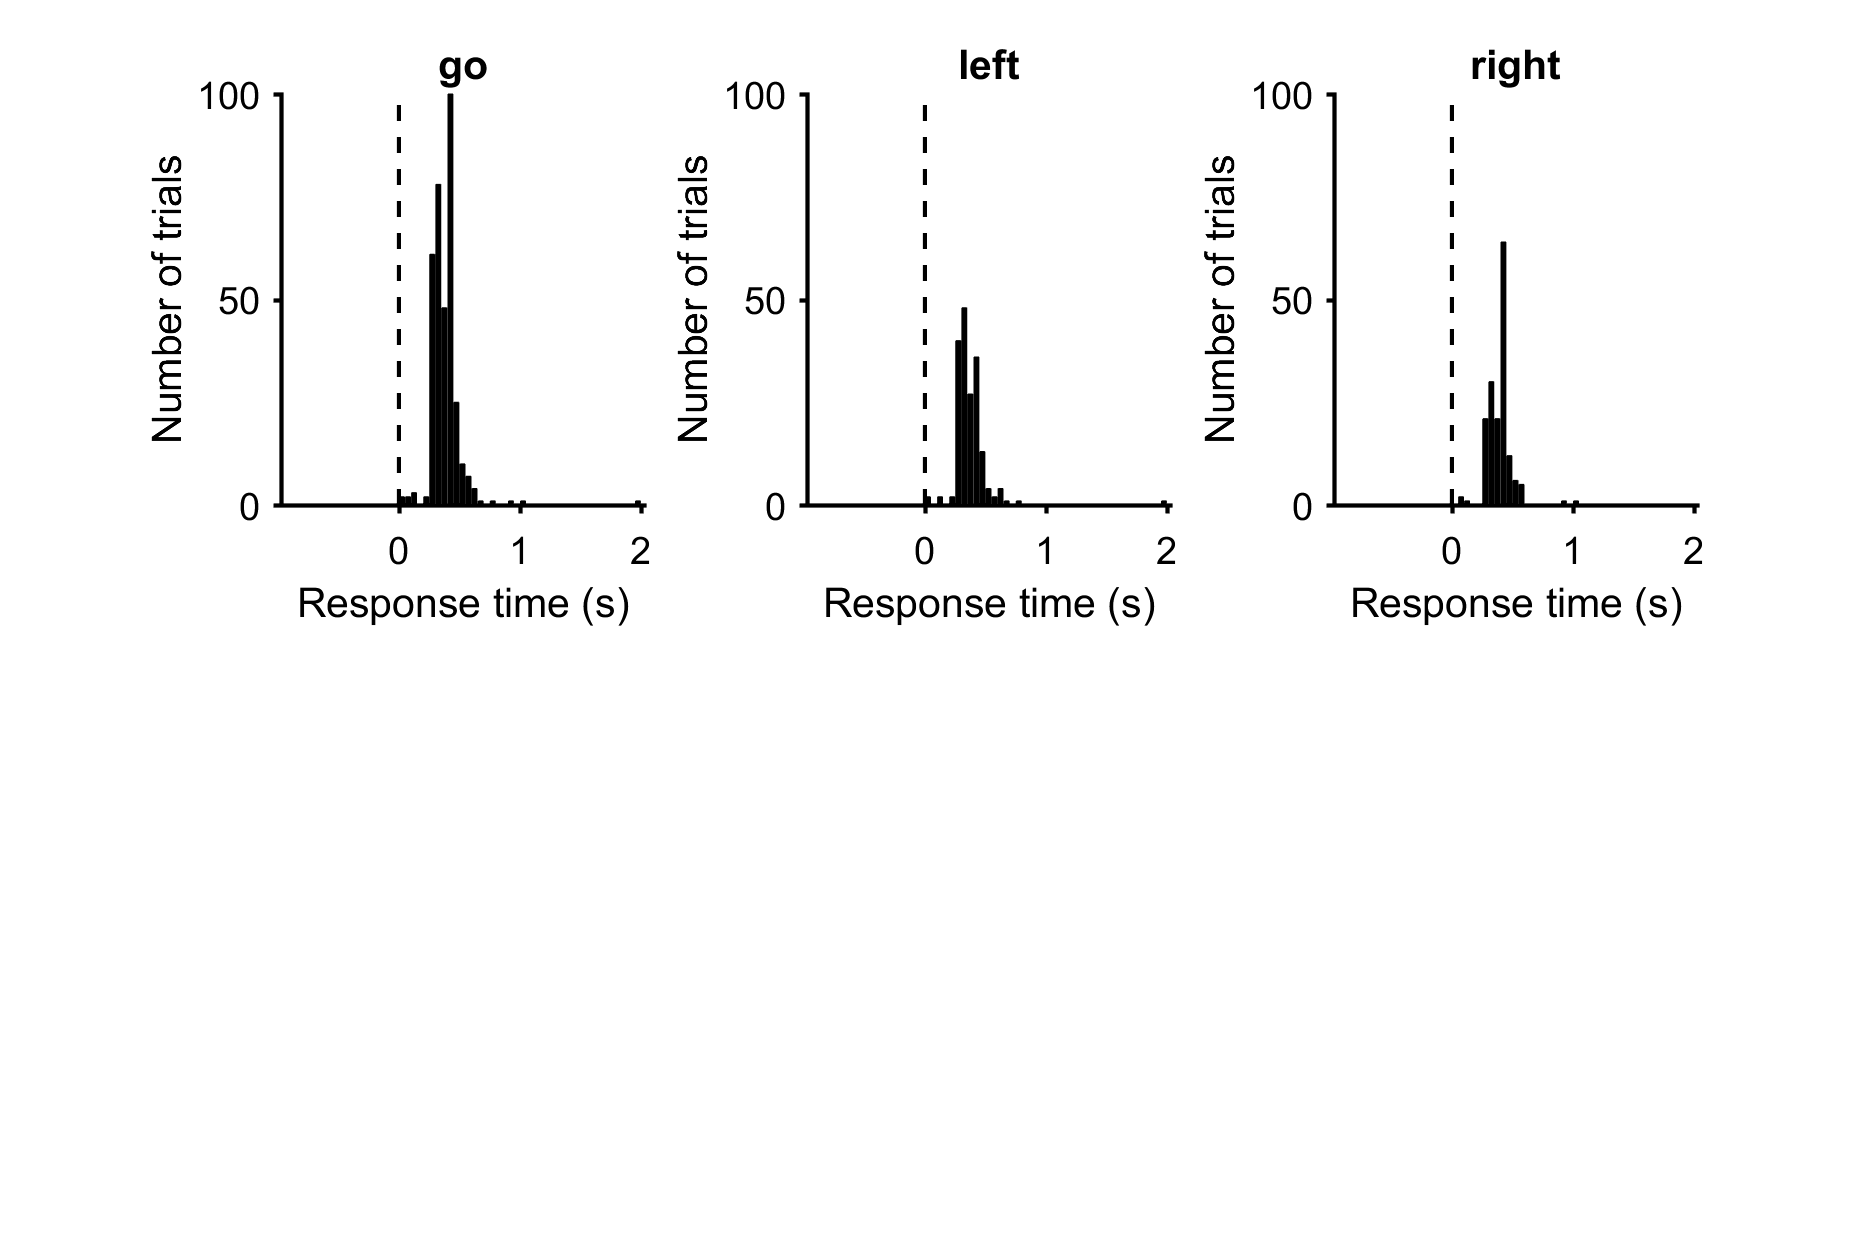 go
100
50
0
Number of trials
0 1 2
Response time (s)
left
100
50
0
Number of trials
0 1 2
Response time (s)
right
100
50
0
Number of trials
0 1 2
Response time (s)